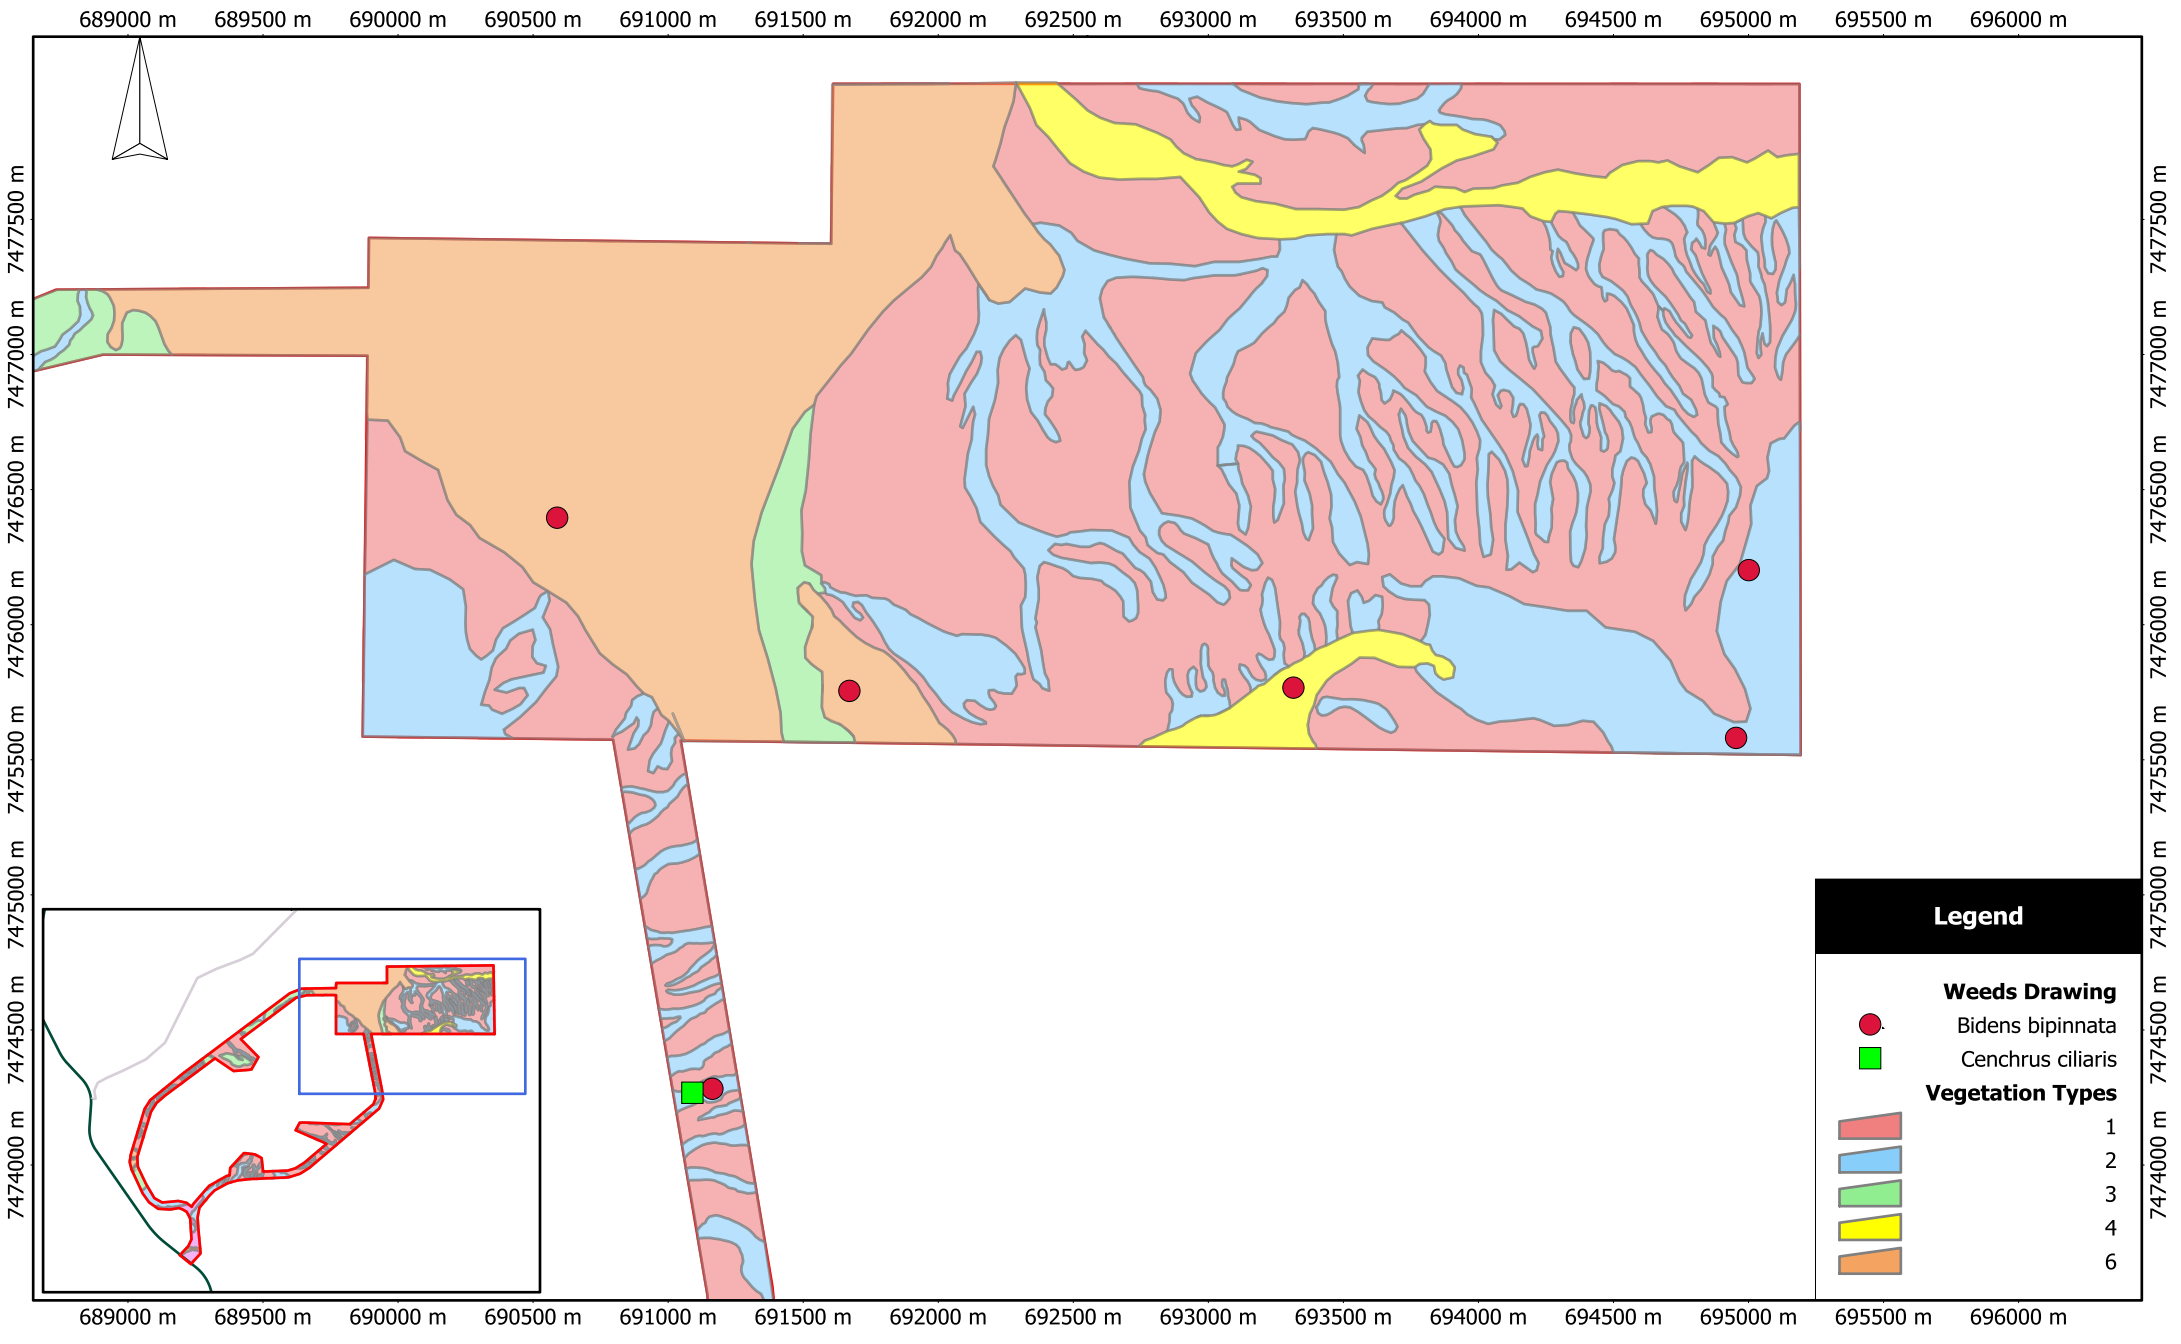 689000 m 689500 m 690000 m 690500 m 691000 m 691500 m 692000 m 692500 m 693000 m 693500 m 694000 m 694500 m 695000 m 695500 m 696000 m
7477500 m
7477000 m
7476500 m
7476000 m
7475500 m
7475000 m
7474500 m
7474000 m
7477500 m
7477000 m
7476500 m
7476000 m
7475500 m
7475000 m
7474500 m
7474000 m
Legend
Weeds Drawing
Bidens bipinnata
Cenchrus ciliaris
Vegetation Types
1
2
3
4
6
689000 m 689500 m 690000 m 690500 m 691000 m 691500 m 692000 m 692500 m 693000 m 693500 m 694000 m 694500 m 695000 m 695500 m 696000 m